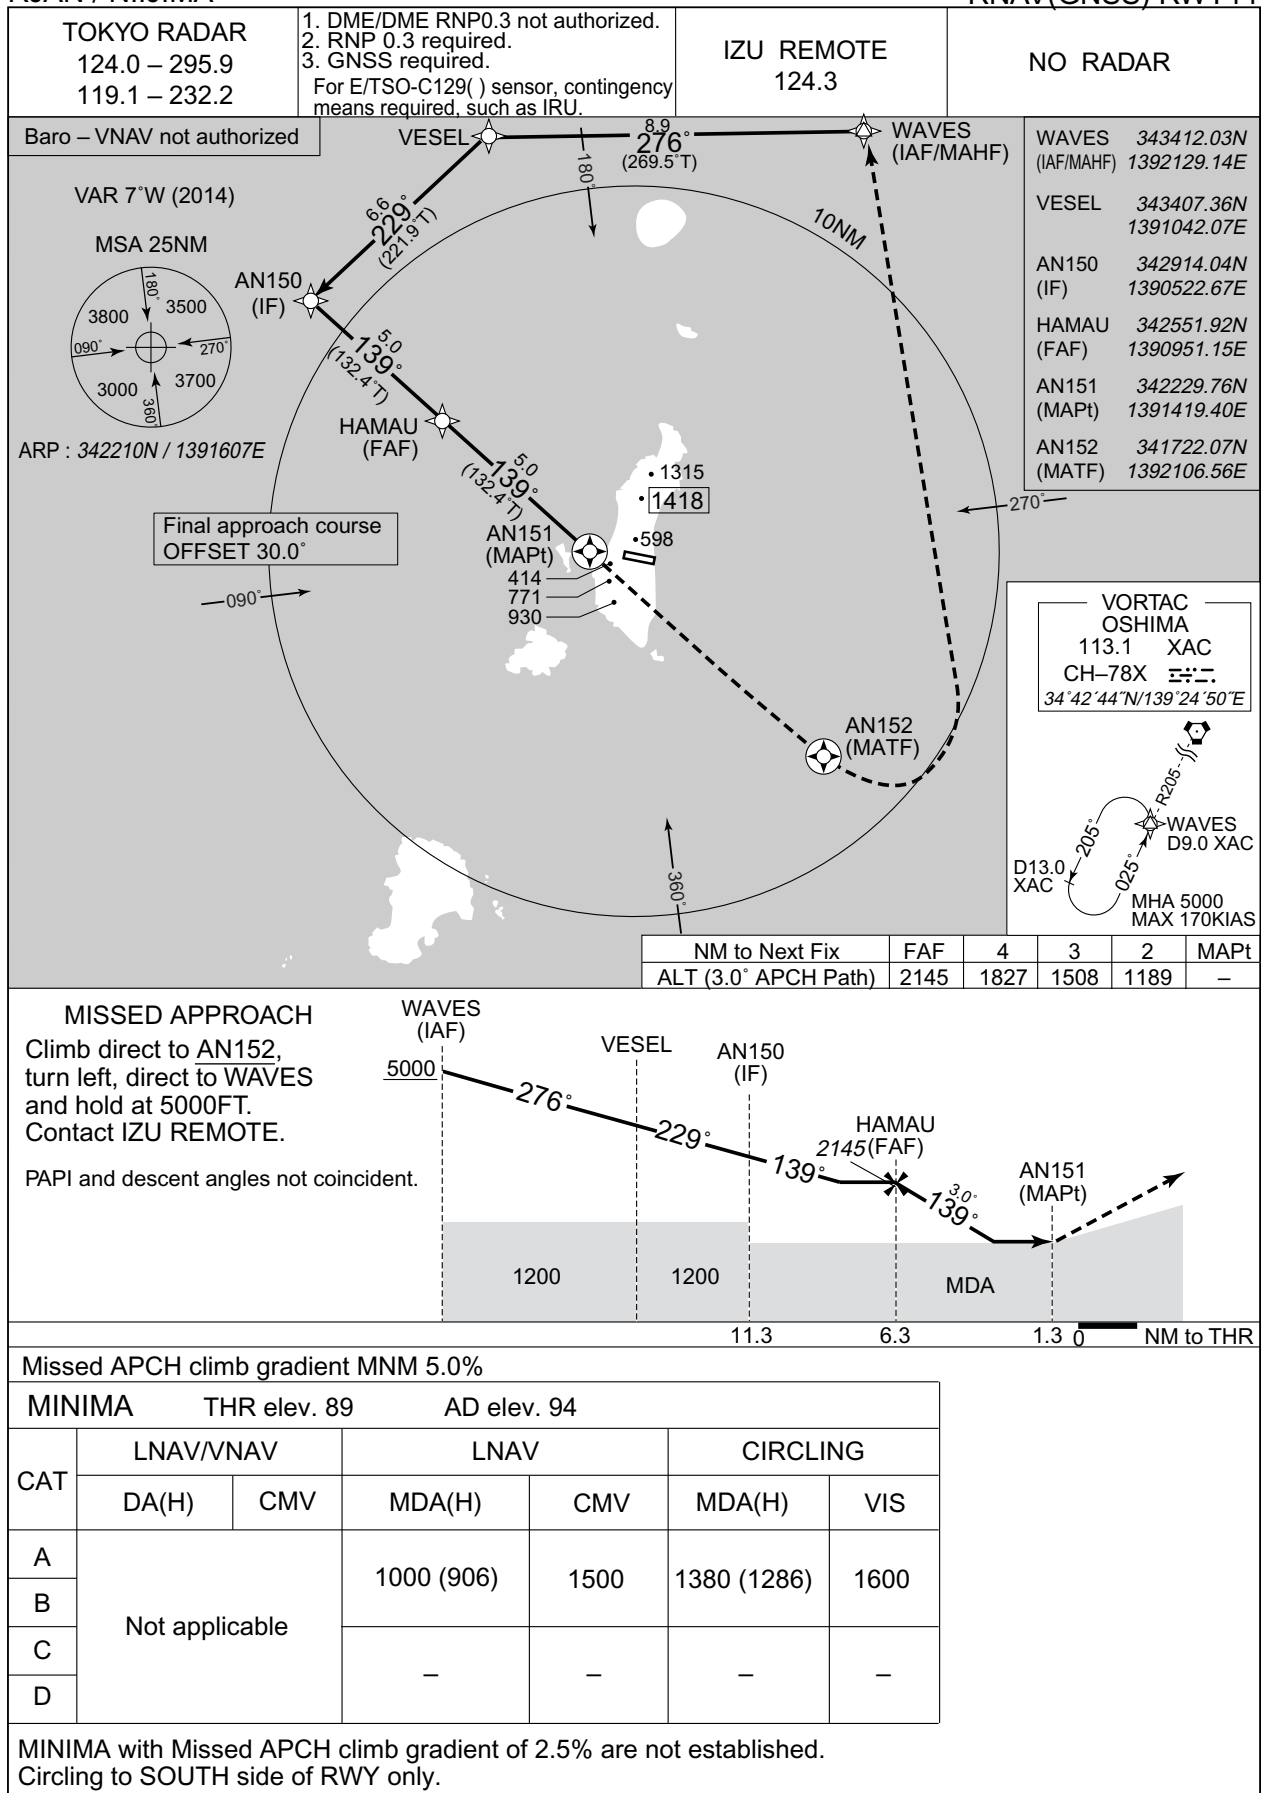 TOKYO RADAR
124.0 – 295.9
119.1 – 232.2
1. DME/DME RNP0.3 not authorized.
2. RNP 0.3 required.
3. GNSS required.
For E/TSO-C129( ) sensor, contingency
means required, such as IRU.
IZU REMOTE
124.3
NO RADAR
Baro – VNAV not authorized
VAR 7˚W (2014)
MSA 25NM
180˚
3800
3500
090˚
270˚
3000
3700
360˚
ARP : 342210N / 1391607E
VESEL
8.9
276˚
(269.5˚T)
WAVES
(IAF/MAHF)
180˚
10NM
6.6
229˚
(221.9˚T)
AN150
(IF)
5.0
139˚
(132.4˚T)
HAMAU
(FAF)
5.0
139˚
(132.4˚T)
Final approach course
OFFSET 30.0˚
AN151
(MAPt)
1315
1418
598
414
771
930
090˚
270˚
AN152
(MATF)
360˚
WAVES 343412.03N
(IAF/MAHF) 1392129.14E
VESEL 343407.36N
1391042.07E
AN150 342914.04N
(IF) 1390522.67E
HAMAU 342551.92N
(FAF) 1390951.15E
AN151 342229.76N
(MAPt) 1391419.40E
AN152 341722.07N
(MATF) 1392106.56E
VORTAC
OSHIMA
113.1 XAC
CH–78X
34˚42´44˝N/139˚24´50˝E
R205
205˚
025˚
WAVES
D9.0 XAC
D13.0
XAC
MHA 5000
MAX 170KIAS
NM to Next Fix FAF 4 3 2 MAPt
ALT (3.0˚ APCH Path) 2145 1827 1508 1189 –
MISSED APPROACH
Climb direct to AN152,
turn left, direct to WAVES
and hold at 5000FT.
Contact IZU REMOTE.
PAPI and descent angles not coincident.
WAVES
(IAF)
5000
276˚
VESEL
229˚
AN150
(IF)
139˚
HAMAU
2145 (FAF)
3.0˚
139˚
AN151
(MAPt)
1200
1200
MDA
11.3 6.3 1.3 0 NM to THR
Missed APCH climb gradient MNM 5.0%
MINIMA THR elev. 89 AD elev. 94
CAT LNAV/VNAV LNAV CIRCLING
DA(H) CMV MDA(H) CMV MDA(H) VIS
A
B
Not applicable
1000 (906) 1500 1380 (1286) 1600
C
D
– – – –
MINIMA with Missed APCH climb gradient of 2.5% are not established.
Circling to SOUTH side of RWY only.